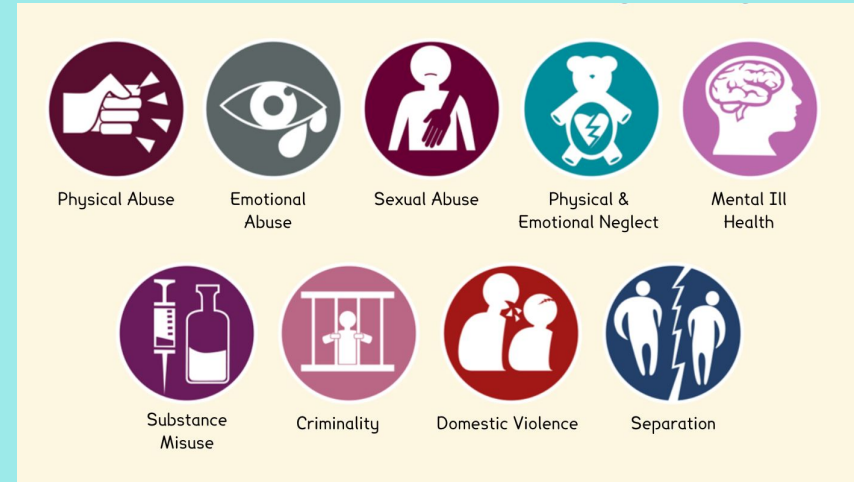 Physical Abuse
Emotional
Abuse
Sexual Abuse
Physical &
Emotional Neglect
Mental Ill
Health
Substance
Misuse
Criminality
Domestic Violence
Separation